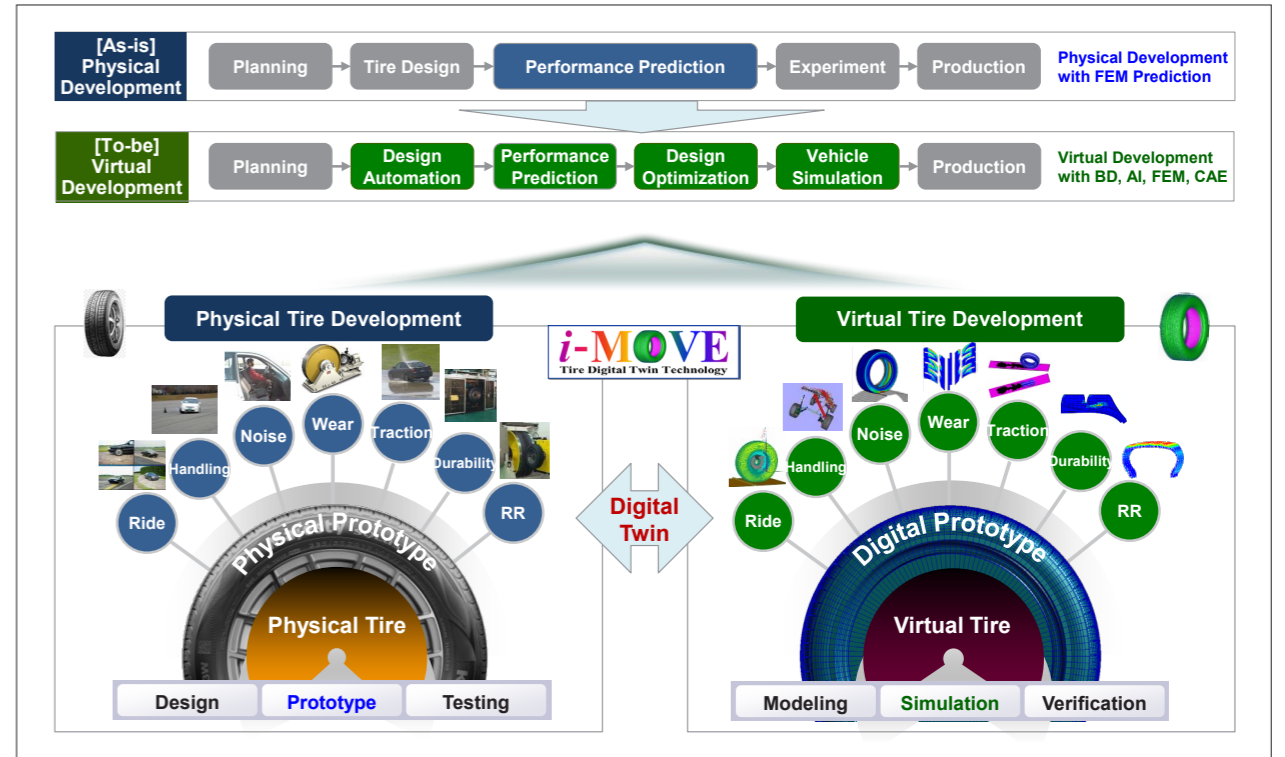 [As-is]
Physical
Development
Planning
Tire Design
Performance Prediction
Experiment
Production
Physical Development
with FEM Prediction
[To-be]
Virtual
Development
Planning
Design
Automation
Performance
Prediction
Design
Optimization
Vehicle
Simulation
Production
Virtual Development
with BD, AI, FEM, CAE
Physical Tire Development
i-MOVE
Tire Digital Twin Technology
Virtual Tire Development
Ride
Handling
Noise
Wear
Traction
Durability
RR
Physical Prototype
Physical Tire
Design
Prototype
Testing
Digital
Twin
Ride
Handling
Noise
Wear
Traction
Durability
RR
Digital Prototype
Virtual Tire
Modeling
Simulation
Verification